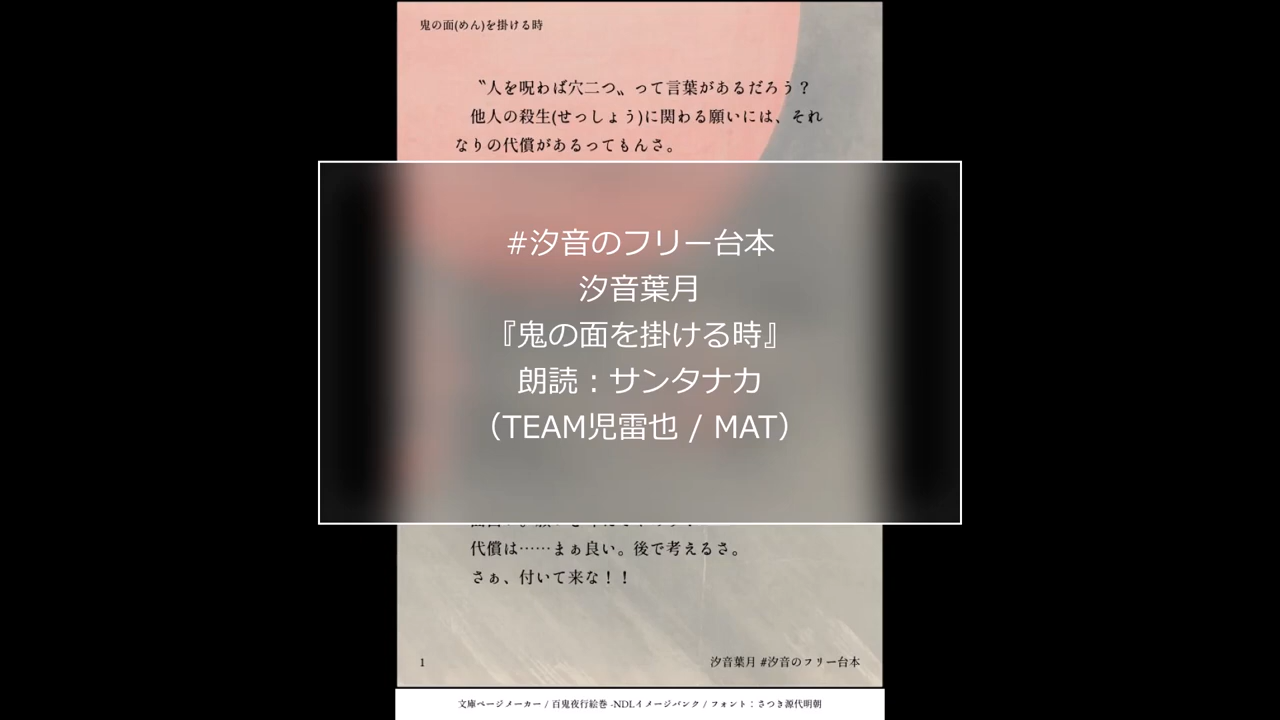 鬼の面(めん)を掛ける時
〝人を呪わば穴二つ〟って言葉があるだろう？
他人の殺生(せっしょう)に関わる願いには、それ
なりの代償があるってもんさ。
#汐音のフリー台本
汐音葉月
『鬼の面を掛ける時』
朗読：サンタナカ
（TEAM児雷也 / MAT）
代償は……まぁ良い。後で考えるさ。
さぁ、付いて来な！！
1
汐音葉月 #汐音のフリー台本
文庫ページメーカー / 百鬼夜行絵巻 -NDLイメージバンク / フォント：さつき源代明朝